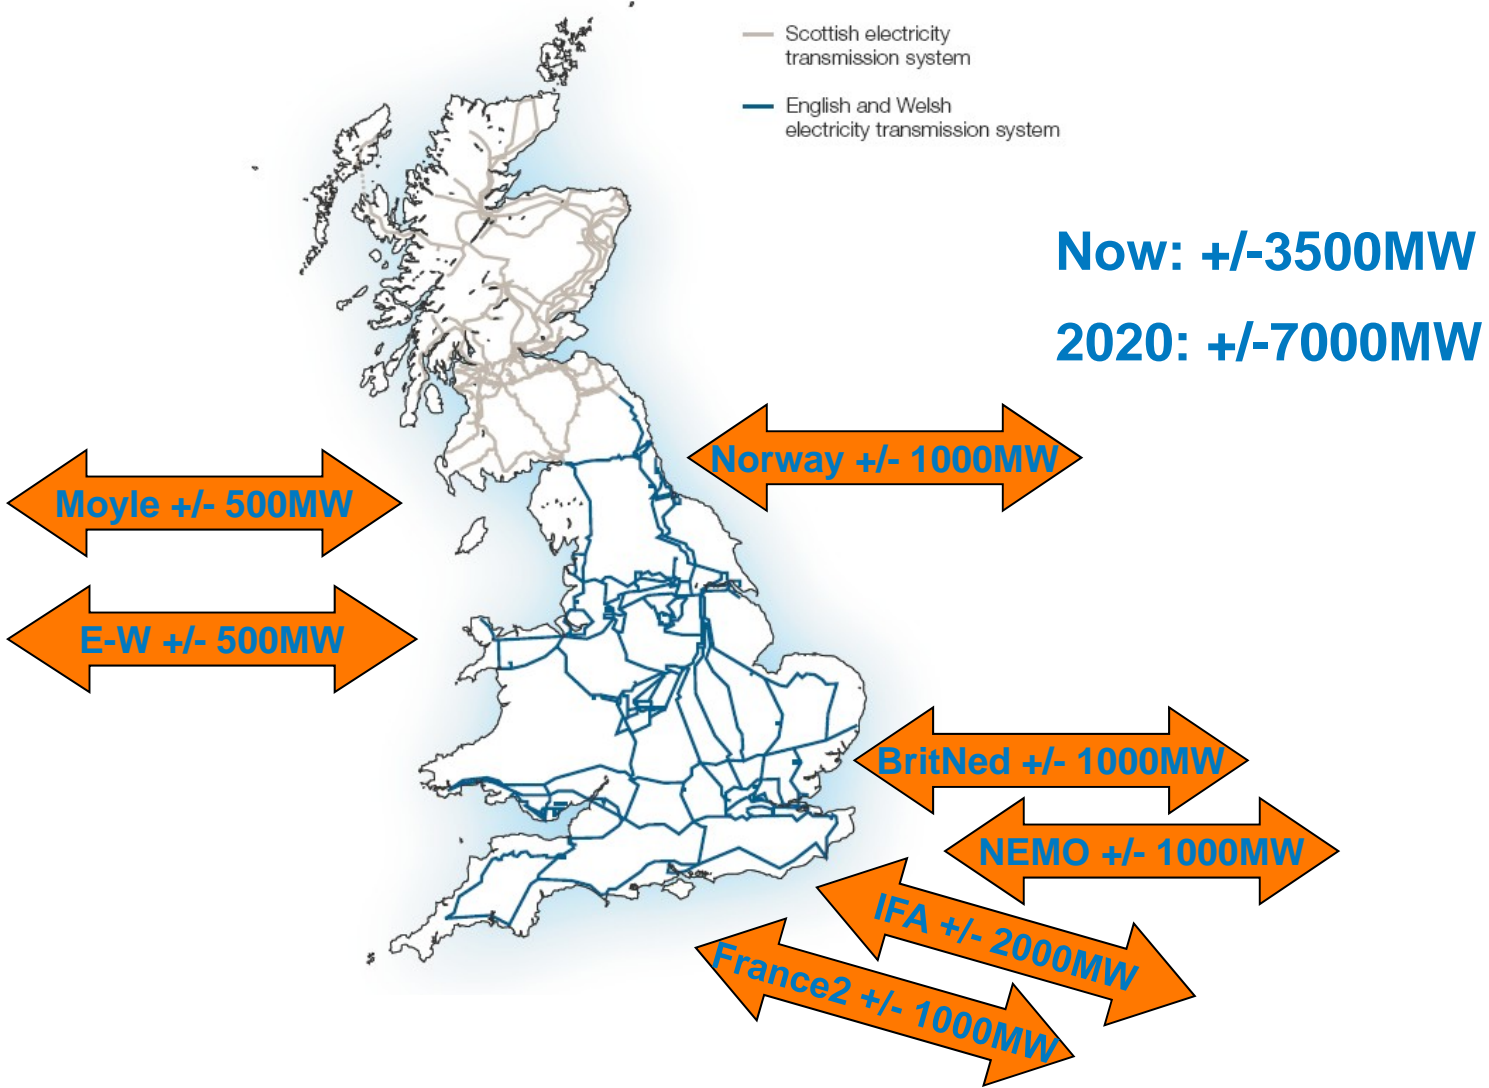 Scottish electricity
transmission system
English and Welsh
electricity transmission system
Now: +/-3500MW
2020: +/-7000MW
Norway +/- 1000MW
Moyle +/- 500MW
E-W +/- 500MW
BritNed +/- 1000MW
NEMO +/- 1000MW
IFA +/- 2000MW
France2 +/- 1000MW